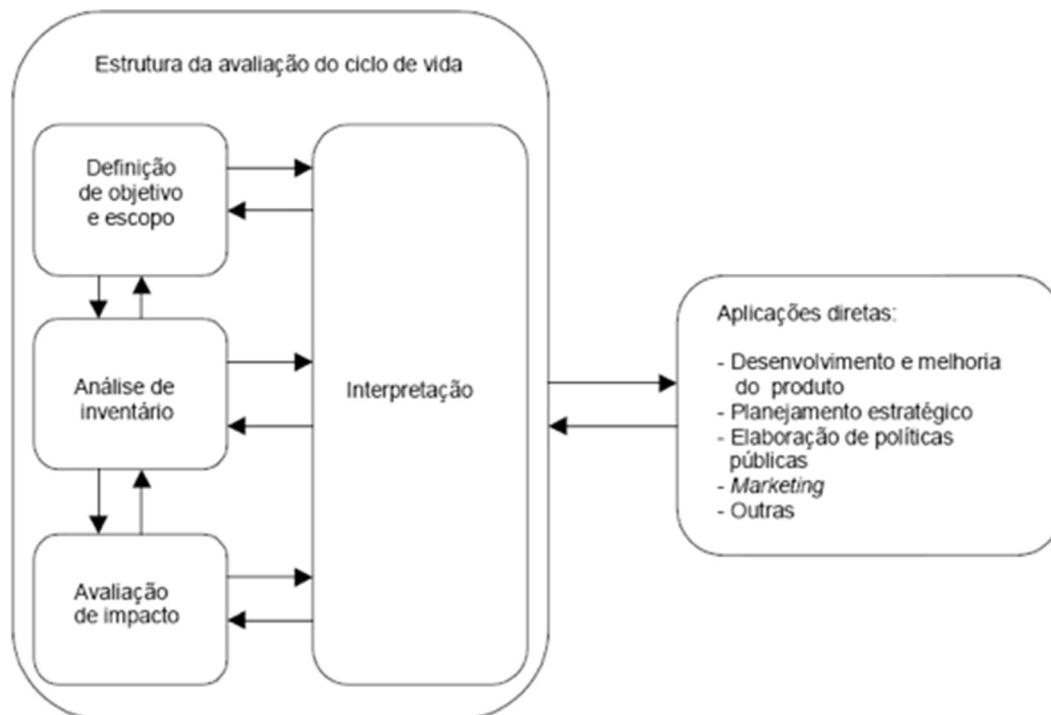 Estrutura da avaliação do ciclo de vida
Definição
de objetivo
e escopo
Análise de
inventário
Avaliação
de impacto
Interpretação
Aplicações diretas:
- Desenvolvimento e melhoria
do produto
- Planejamento estratégico
- Elaboração de políticas
públicas
- Marketing
- Outras